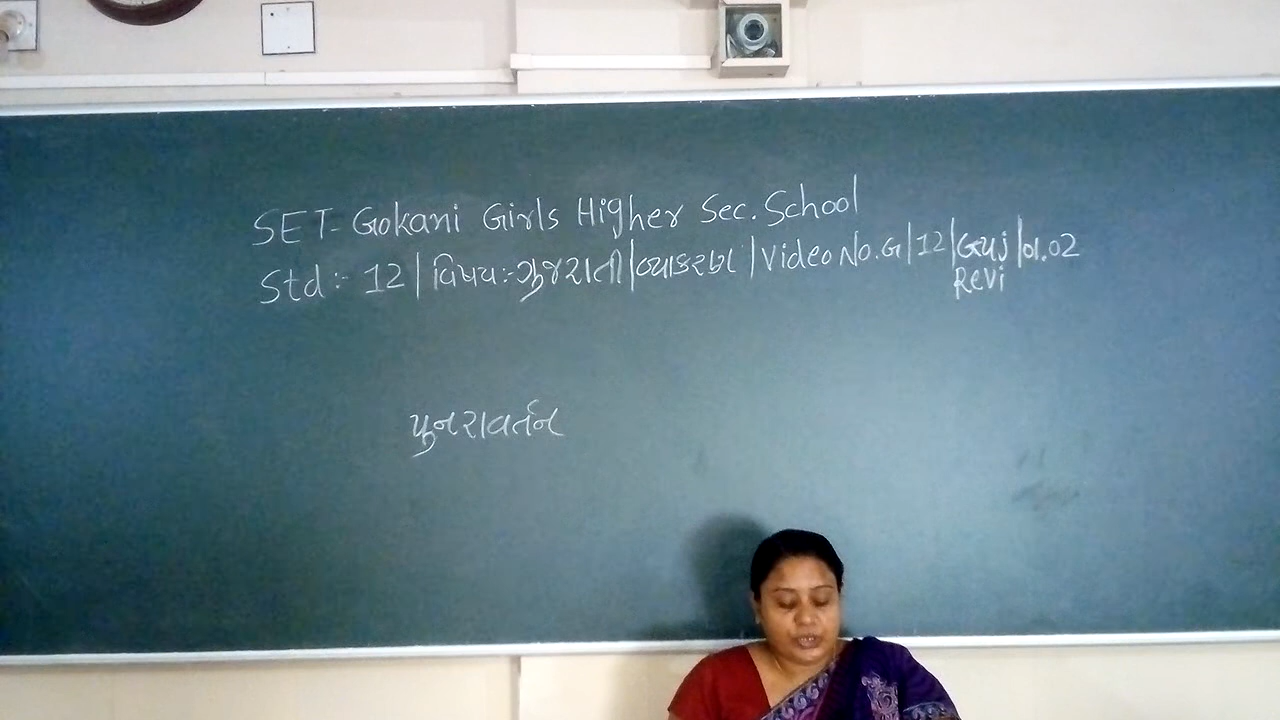 SET-Gokani Girls Higher Sec. School
Std:- 12 | વિષય:- ગુજરાતી | વ્યાકરણ | Video No. G | 12 | Guj | 01.02
Revi
પુનરાવર્તન